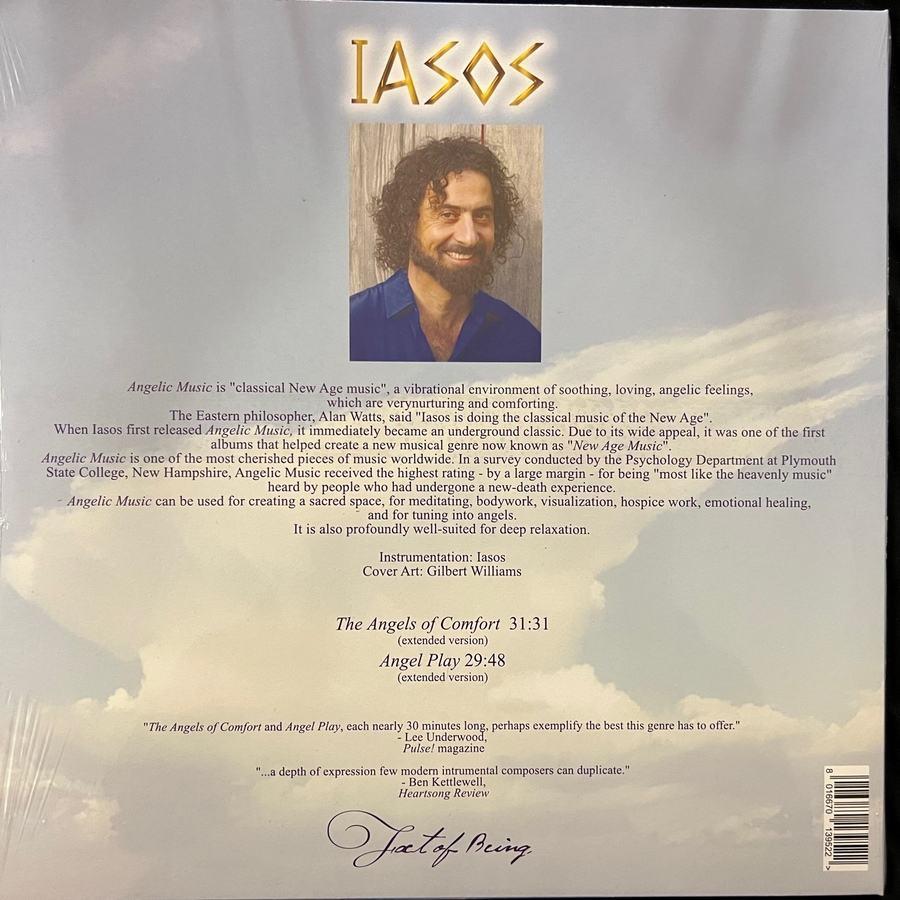 IASOS
Angelic Music is "classical New Age music", a vibrational environment of soothing, loving, angelic feelings,
which are verynurturing and comforting.
The Eastern philosopher, Alan Watts, said "Iasos is doing the classical music of the New Age".
When Iasos first released Angelic Music, it immediately became an underground classic. Due to its wide appeal, it was one of the first
albums that helped create a new musical genre now known as "New Age Music".
Angelic Music is one of the most cherished pieces of music worldwide. In a survey conducted by the Psychology Department at Plymouth
State College, New Hampshire, Angelic Music received the highest rating - by a large margin - for being "most like the heavenly music"
heard by people who had undergone a new-death experience.
- Angelic Music can be used for creating a sacred space, for meditating, bodywork, visualization, hospice work, emotional healing,
and for tuning into angels.
It is also profoundly well-suited for deep relaxation.
Instrumentation: Iasos
Cover Art: Gilbert Williams
The Angels of Comfort 31:31
(extended version)
Angel Play 29:48
(extended version)
"The Angels of Comfort and Angel Play, each nearly 30 minutes long, perhaps exemplify the best this genre has to offer."
- Lee Underwood,
Pulse! magazine
"...a depth of expression few modern intrumental composers can duplicate."
- Ben Kettlewell,
Heartsong Review
Fact of Being
8 016670 139522 >